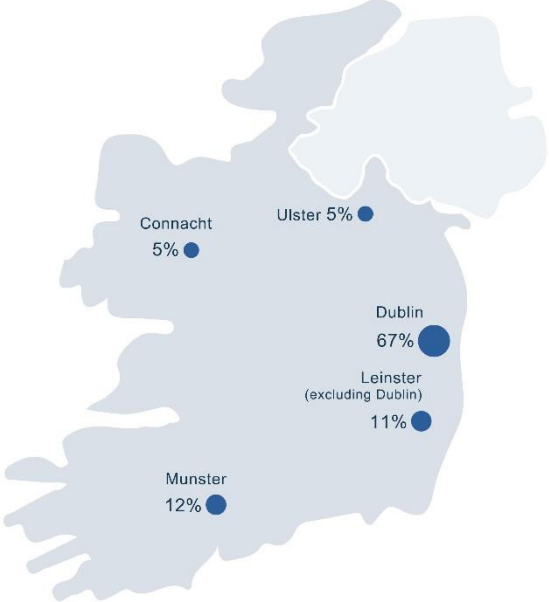 Connacht
5%
Ulster 5%
Dublin
67%
Leinster
(excluding Dublin)
11%
Munster
12%